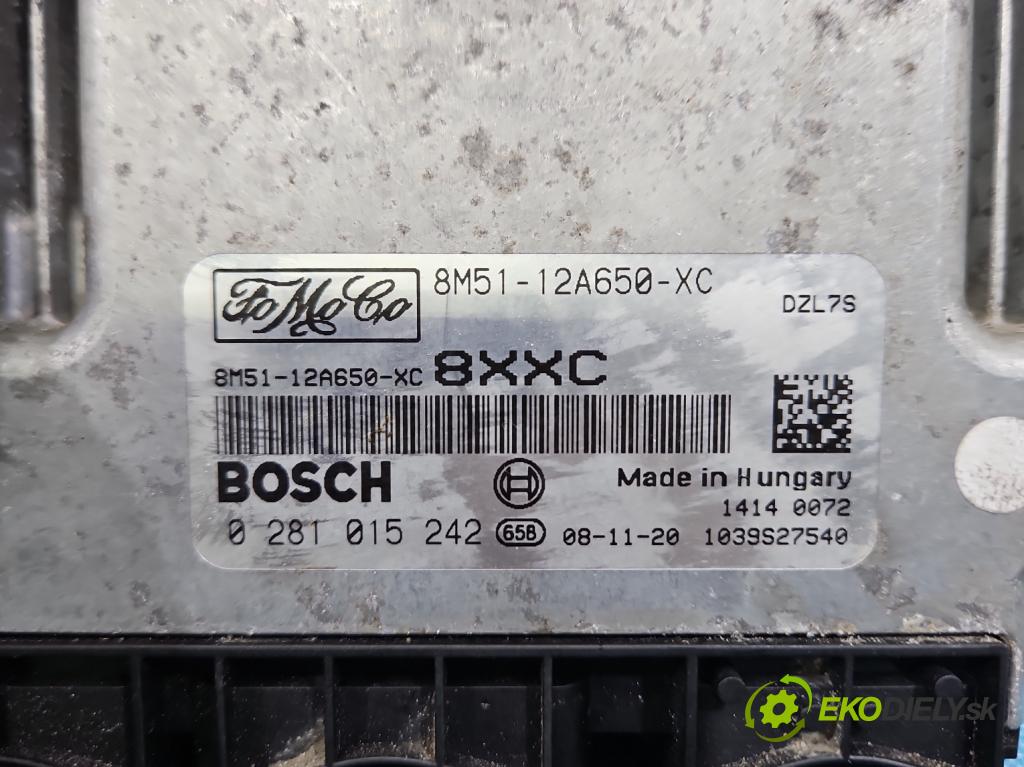 FoMoCo
8M51-12A650-XC
DZL7S
8M51-12A650-XC 8XXC
BOSCH
Made in Hungary
1414 0072
0 281 015 242 65B 08-11-20 1039S27540
EKODIELY.sk